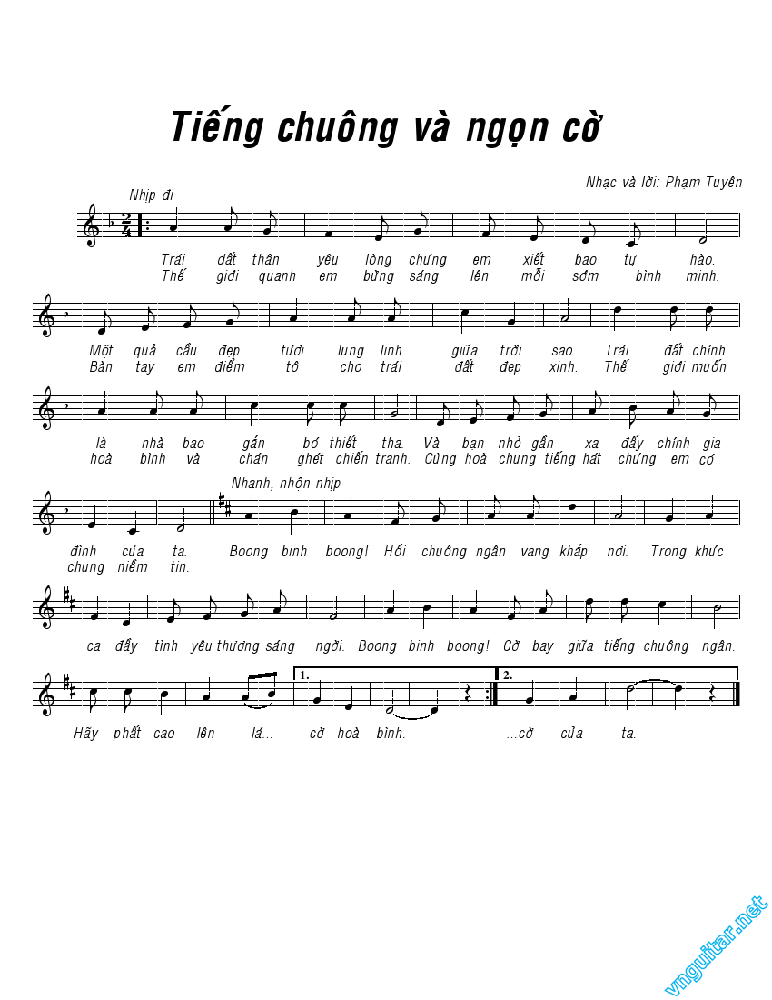 Tiếng chuông và ngọn cờ
Nhạc và lời: Phạm Tuyên
Nhịp đi
Trái đất thân yêu lòng chúng em xiết bao tự hào.
Thế giới quanh em bừng sáng lên mỗi sớm bình minh.
Một quả cầu đẹp tươi lung linh giữa trời sao. Trái đất chính
Bàn tay em điểm tô cho trái đất đẹp xinh. Thế giới muốn
là nhà bao gắn bó thiết tha. Và bạn nhỏ gần xa đấy chính gia
hoà bình và chán ghét chiến tranh. Cùng hoà chung tiếng hát chúng em có
Nhanh, nhộn nhịp
đình của ta. Boong binh boong! Hồi chuông ngân vang khắp nơi. Trong khúc
chung niềm tin.
ca đầy tình yêu thương sáng ngời. Boong binh boong! Cờ bay giữa tiếng chuông ngân.
1. 2.
Hãy phất cao lên lá... cờ hoà bình. ...cờ của ta.
vnguitar.net